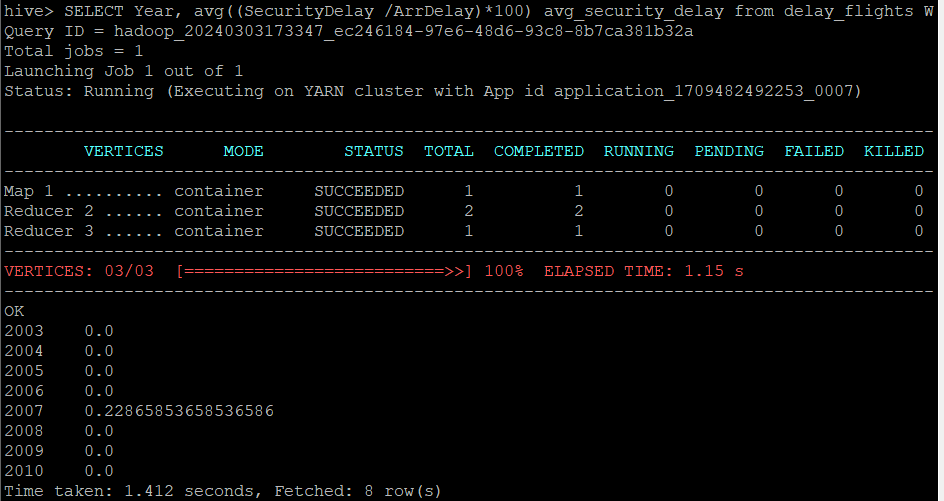 hive> SELECT Year, avg((SecurityDelay /ArrDelay)*100) avg_security_delay from delay_flights W
Query ID = hadoop_20240303173347_ec246184-97e6-48d6-93c8-8b7ca381b32a
Total jobs = 1
Launching Job 1 out of 1
Status: Running (Executing on YARN cluster with App id application_1709482492253_0007)
----------------------------------------------------------------------------------------------
VERTICES MODE STATUS TOTAL COMPLETED RUNNING PENDING FAILED KILLED
----------------------------------------------------------------------------------------------
Map 1 .......... container SUCCEEDED 1 1 0 0 0 0
Reducer 2 ...... container SUCCEEDED 2 2 0 0 0 0
Reducer 3 ...... container SUCCEEDED 1 1 0 0 0 0
----------------------------------------------------------------------------------------------
VERTICES: 03/03 [==========================>>] 100% ELAPSED TIME: 1.15 s
----------------------------------------------------------------------------------------------
OK
2003 0.0
2004 0.0
2005 0.0
2006 0.0
2007 0.22865853658536586
2008 0.0
2009 0.0
2010 0.0
Time taken: 1.412 seconds, Fetched: 8 row(s)